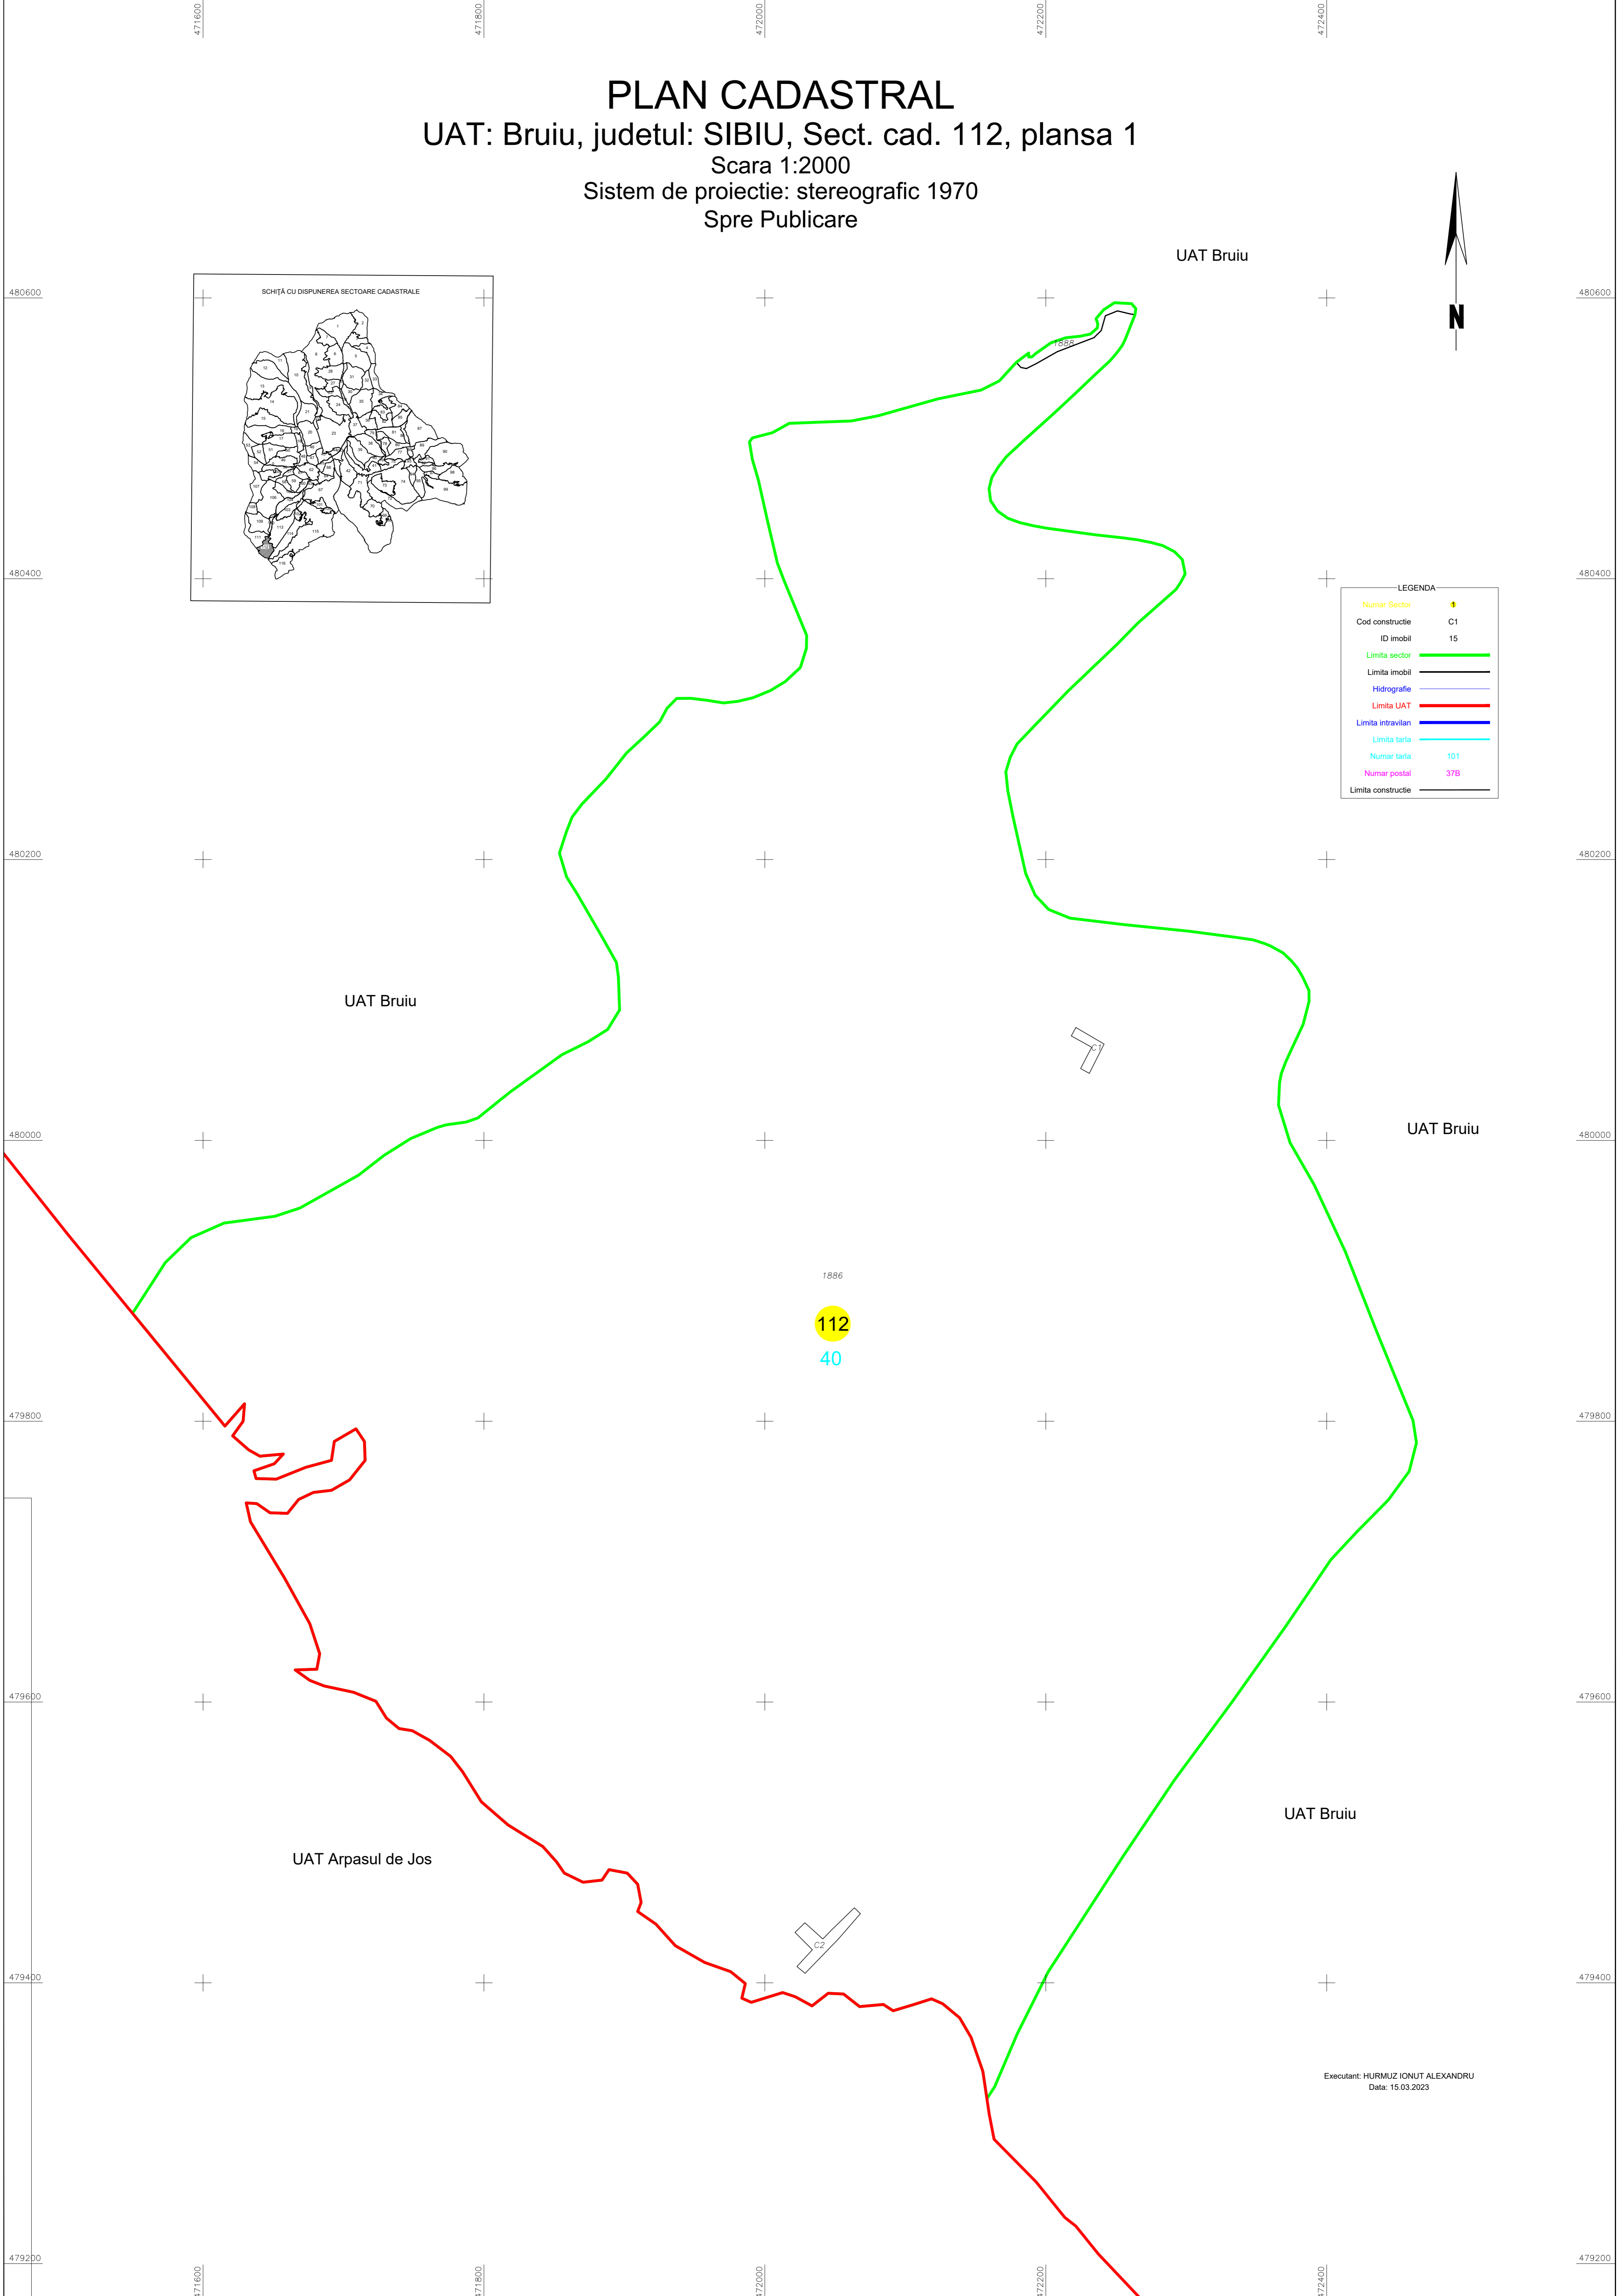 471600 471800 472000 472200 472400
PLAN CADASTRAL
UAT: Bruiu, judetul: SIBIU, Sect. cad. 112, plansa 1
Scara 1:2000
Sistem de proiectie: stereografic 1970
Spre Publicare
UAT Bruiu
N
SCHIŢĂ CU DISPUNEREA SECTOARE CADASTRALE
480600 480600
1888
480400 480400
LEGENDA
Numar Sector 1
Cod constructie C1
ID imobil 15
Limita sector
Limita imobil
Hidrografie
Limita UAT
Limita intravilan
Limita tarla
Numar tarla 101
Numar postal 37B
Limita constructie
480200 480200
UAT Bruiu
C1
480000 480000
UAT Bruiu
1886
112
40
479800 479800
479600 479600
UAT Bruiu
UAT Arpasul de Jos
C2
479400 479400
Executant: HURMUZ IONUT ALEXANDRU
Data: 15.03.2023
479200 479200
471600 471800 472000 472200 472400